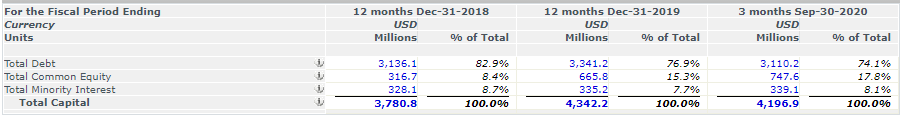 For the Fiscal Period Ending 12 months Dec-31-2018 12 months Dec-31-2019 3 months Sep-30-2020
Currency USD USD USD
Units Millions % of Total Millions % of Total Millions % of Total
Total Debt 3,136.1 82.9% 3,341.2 76.9% 3,110.2 74.1%
Total Common Equity 316.7 8.4% 665.8 15.3% 747.6 17.8%
Total Minority Interest 328.1 8.7% 335.2 7.7% 339.1 8.1%
Total Capital 3,780.8 100.0% 4,342.2 100.0% 4,196.9 100.0%